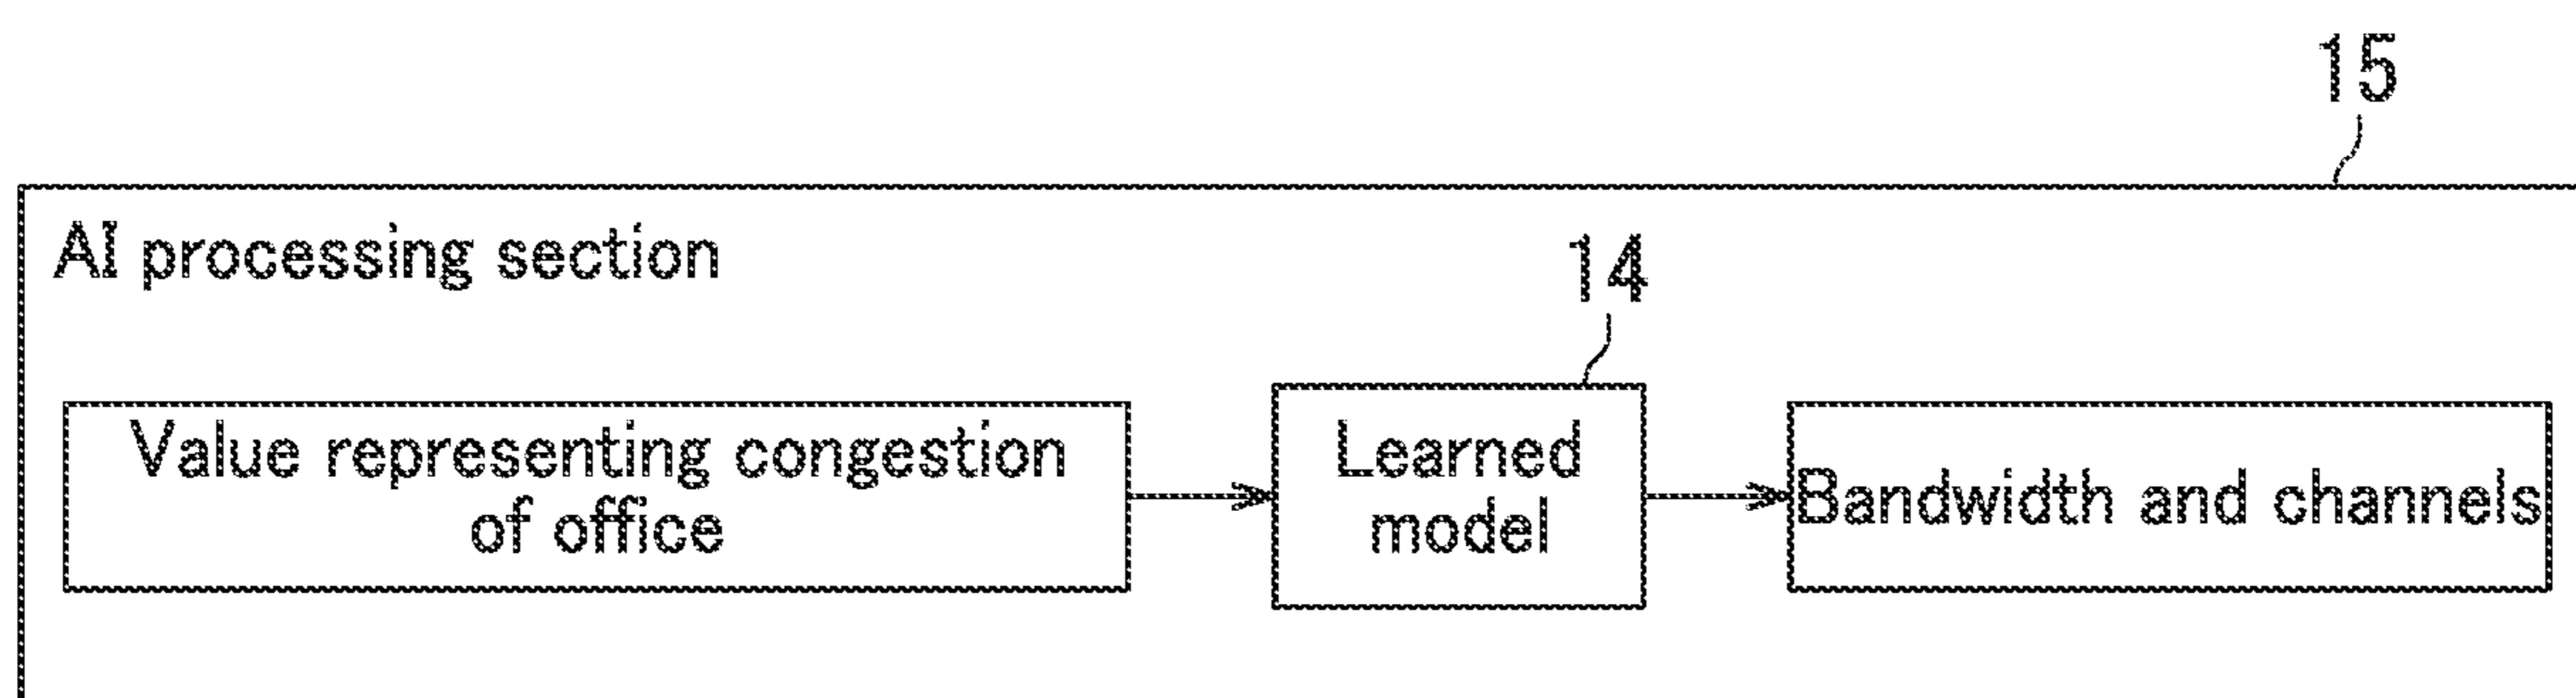 15
AI processing section
14
Value representing congestion
of office
Learned
model
Bandwidth and channels